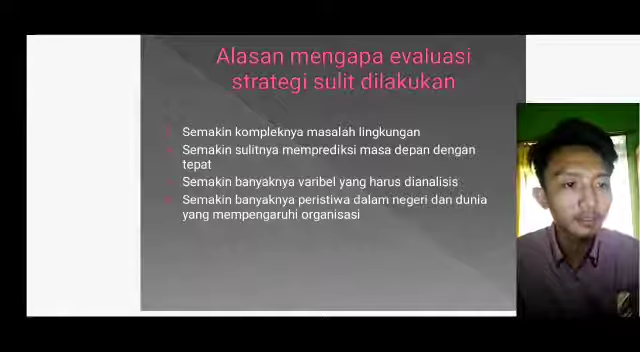 Alasan mengapa evaluasi
strategi sulit dilakukan
Semakin kompleknya masalah lingkungan
Semakin sulitnya memprediksi masa depan dengan
tepat
Semakin banyaknya varibel yang harus dianalisis
Semakin banyaknya peristiwa dalam negeri dan dunia
yang mempengaruhi organisasi